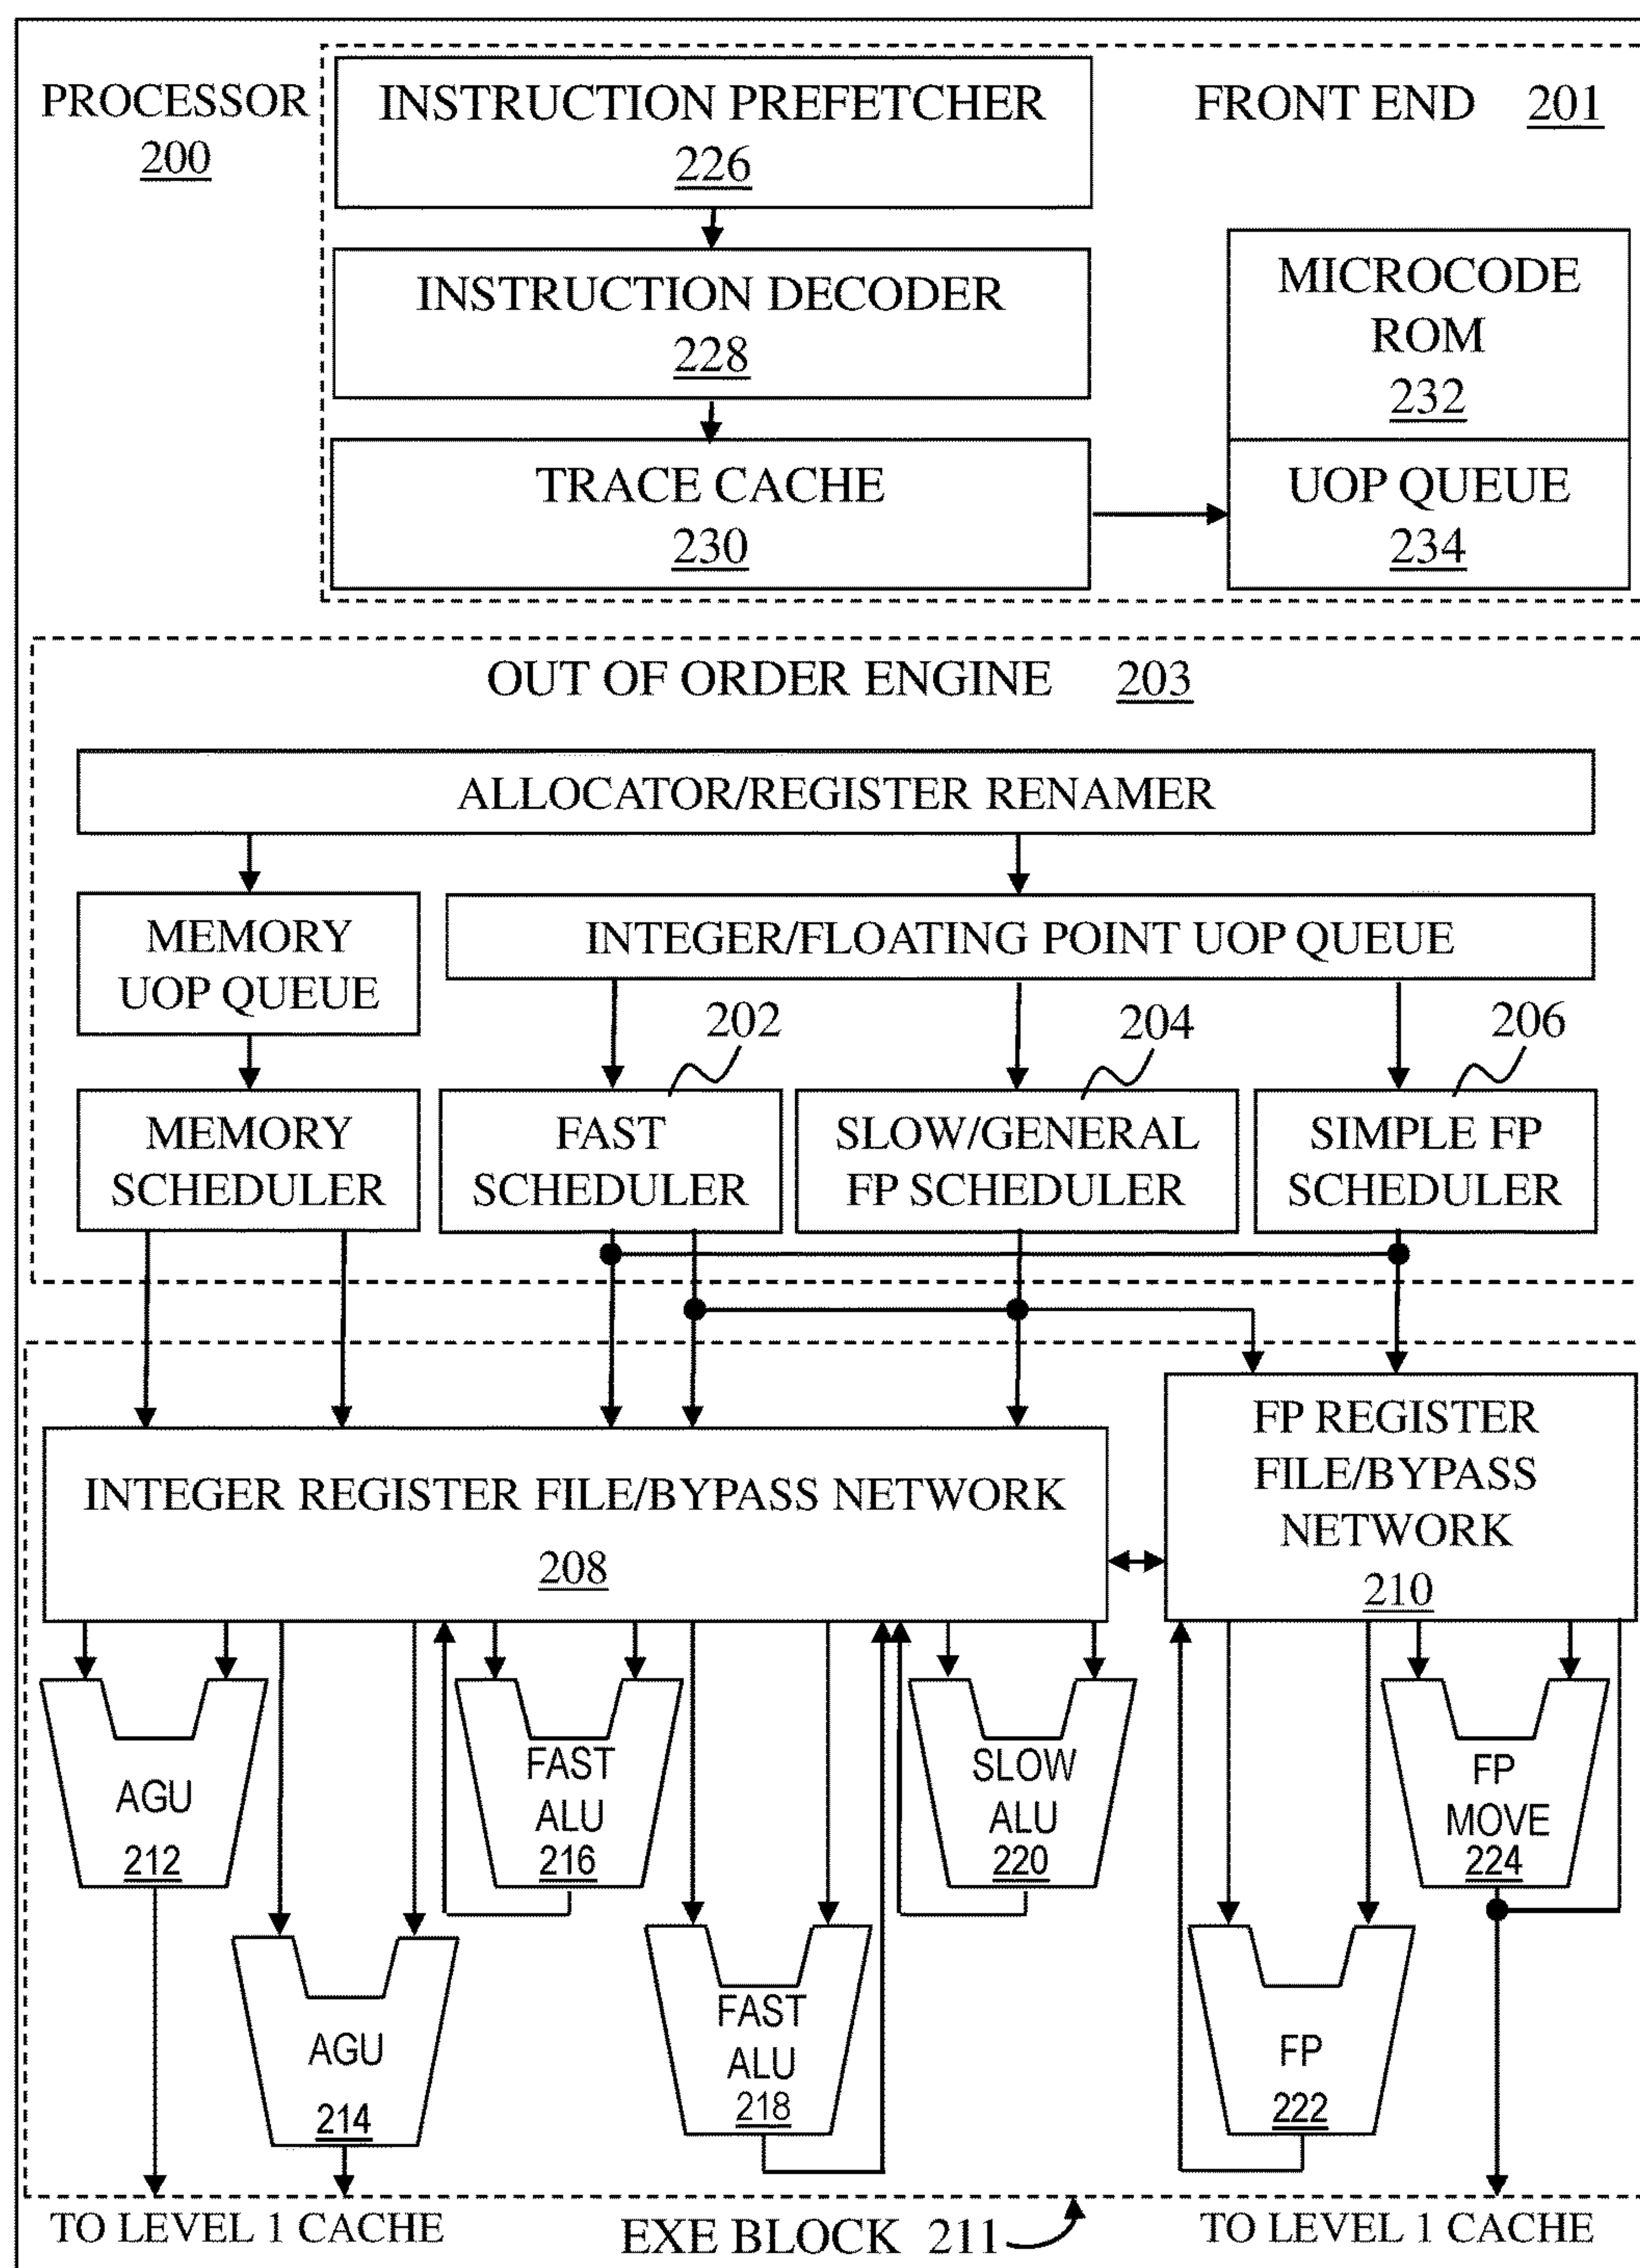 PROCESSOR
200
INSTRUCTION PREFETCHER
226
FRONT END 201
INSTRUCTION DECODER
228
MICROCODE
ROM
232
TRACE CACHE
230
UOP QUEUE
234
OUT OF ORDER ENGINE 203
ALLOCATOR/REGISTER RENAMER
MEMORY
UOP QUEUE
INTEGER/FLOATING POINT UOP QUEUE
202
204
206
MEMORY
SCHEDULER
FAST
SCHEDULER
SLOW/GENERAL
FP SCHEDULER
SIMPLE FP
SCHEDULER
INTEGER REGISTER FILE/BYPASS NETWORK
208
FP REGISTER
FILE/BYPASS
NETWORK
210
AGU
212
FAST
ALU
216
SLOW
ALU
220
FP
MOVE
224
AGU
214
FAST
ALU
218
FP
222
TO LEVEL 1 CACHE
EXE BLOCK 211
TO LEVEL 1 CACHE